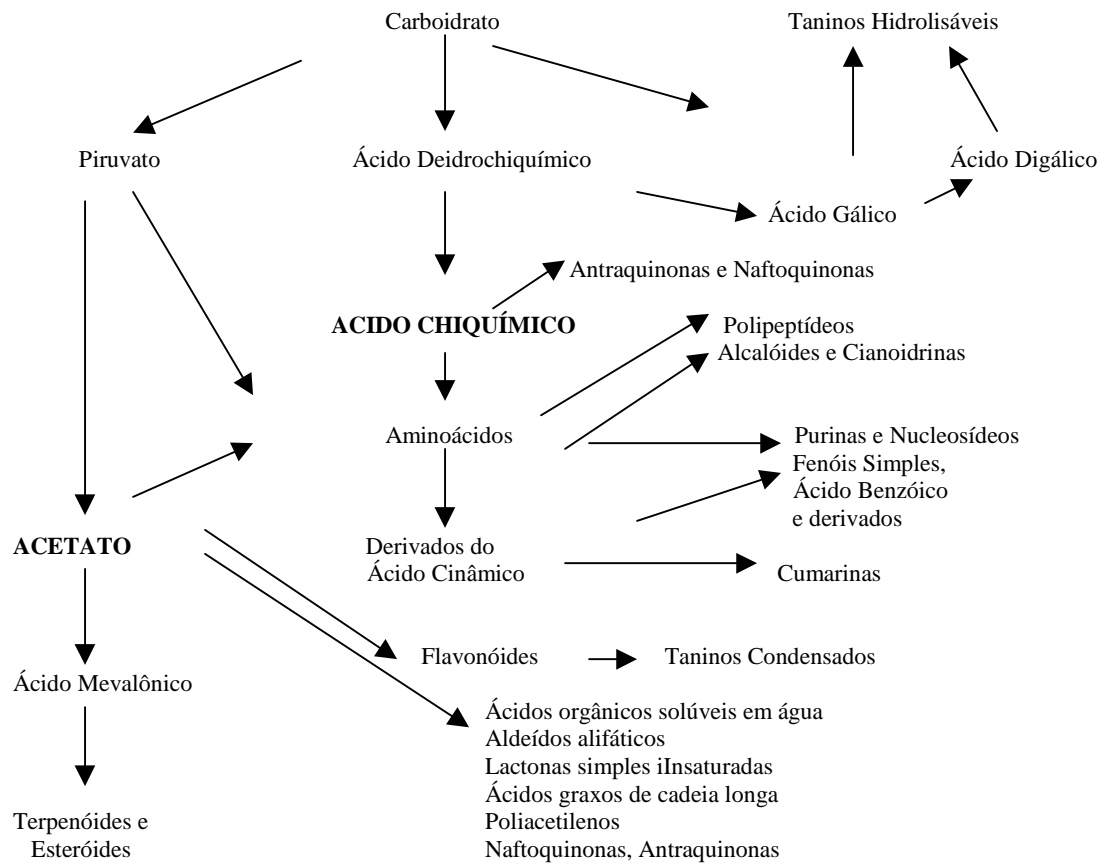 Carboidrato
Taninos Hidrolisáveis
Piruvato
Ácido Deidrochiquímico
Ácido Digálico
Ácido Gálico
Antraquinonas e Naftoquinonas
ACIDO CHIQUÍMICO
Polipeptídeos
Alcalóides e Cianoidrinas
Aminoácidos
Purinas e Nucleosídeos
Fenóis Simples,
Ácido Benzóico
e derivados
ACETATO
Derivados do
Ácido Cinâmico
Cumarinas
Flavonóides
Taninos Condensados
Ácido Mevalônico
Ácidos orgânicos solúveis em água
Aldeídos alifáticos
Lactonas simples iInsaturadas
Ácidos graxos de cadeia longa
Poliacetilenos
Naftoquinonas, Antraquinonas
Terpenóides e
Esteróides